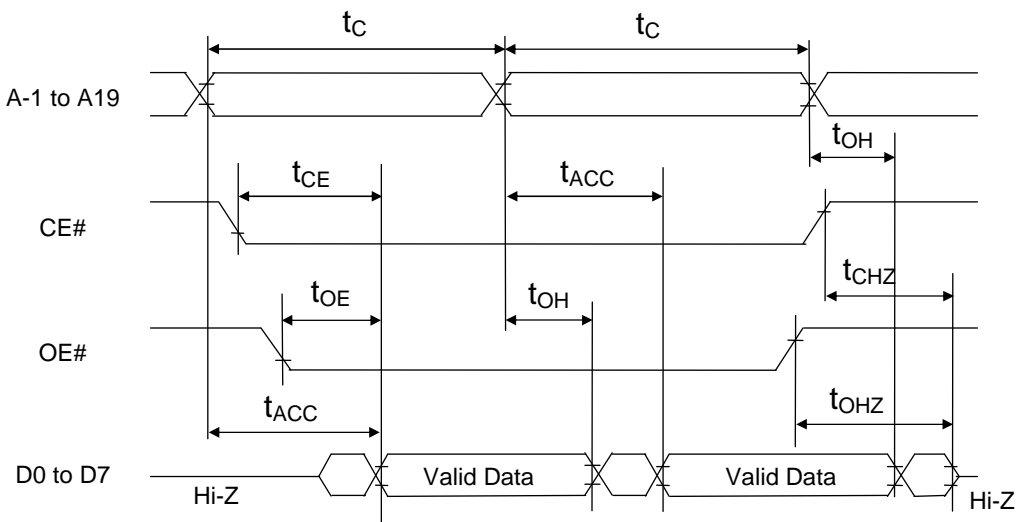 tC
tC
A-1 to A19
tOH
tCE
tACC
CE#
tCHZ
tOE
tOH
OE#
tACC
tOHZ
D0 to D7
Valid Data
Valid Data
Hi-Z
Hi-Z